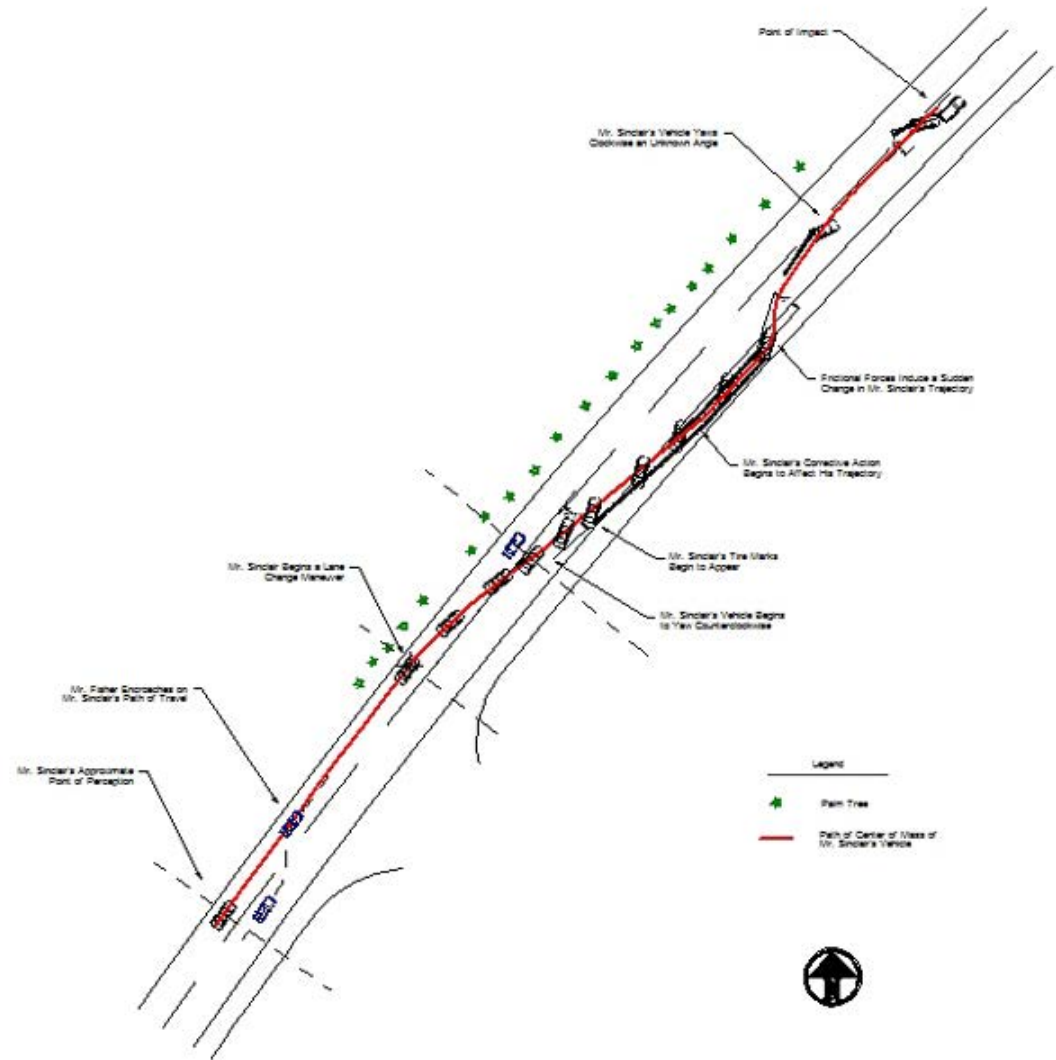 Point of Impact
Mr. Sinclair's Vehicle Yaws
Clockwise an Unknown Angle
Frictional Forces Induce a Sudden
Change in Mr. Sinclair's Trajectory
Mr. Sinclair's Corrective Action
Begins to Affect His Trajectory
Mr. Sinclair's Tire Marks
Begin to Appear
Mr. Sinclair Begins a Lane
Change Maneuver
Mr. Sinclair's Vehicle Begins
to Yaw Counterclockwise
Mr. Fisher Encroaches on
Mr. Sinclair's Path of Travel
Mr. Sinclair's Approximate
Point of Perception
Legend
Palm Tree
Path of Center of Mass of
Mr. Sinclair's Vehicle